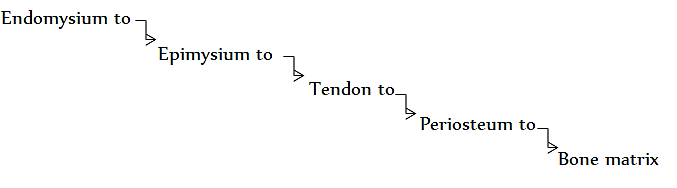 Endomysium to
Epimysium to
Tendon to
Periosteum to
Bone matrix